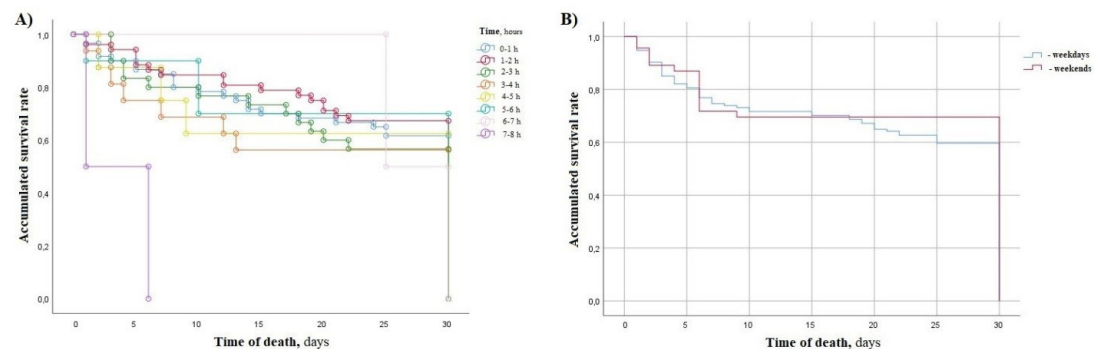 A)
Accumulated survival rate
1,0
0,8
0,6
0,4
0,2
0,0
0 5 10 15 20 25 30
Time of death, days
Time, hours
0-1 h
1-2 h
2-3 h
3-4 h
4-5 h
5-6 h
6-7 h
7-8 h
B)
Accumulated survival rate
1,0
0,8
0,6
0,4
0,2
0,0
0 5 10 15 20 25 30
Time of death, days
- weekdays
- weekends